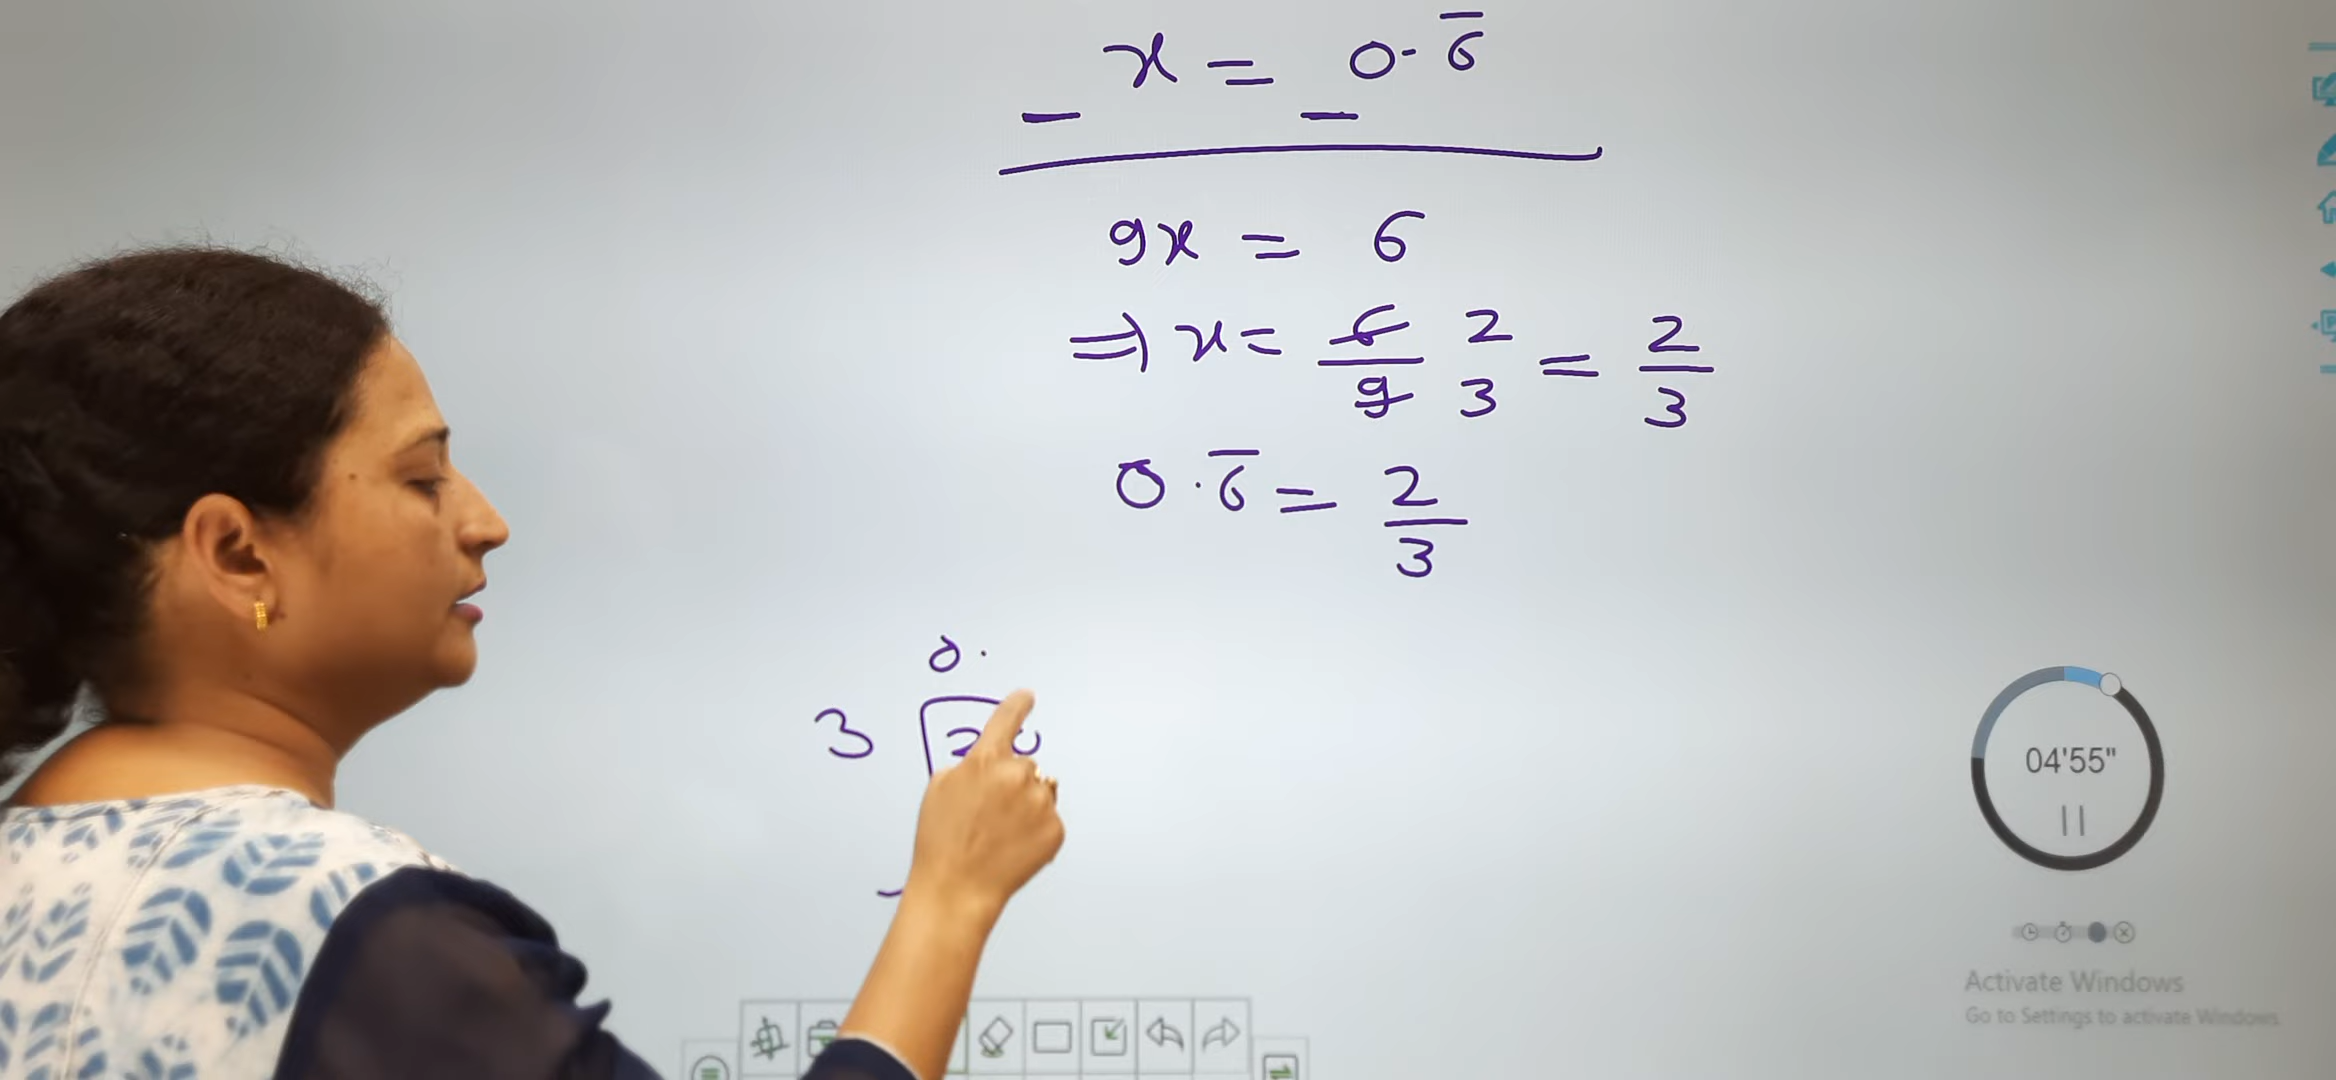 x = 0.6̅
−   −
9x = 6
⇒ x = 6/9 2/3 = 2/3
0.6̅ = 2/3
0.
3 20
04'55"
Activate Windows
Go to Settings to activate Windows.